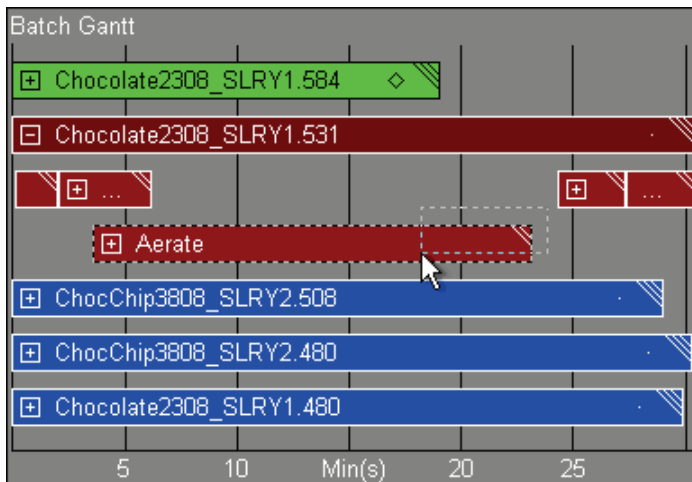 Batch Gantt
Chocolate2308_SLRY1.584
Chocolate2308_SLRY1.531
... ...
Aerate
ChocChip3808_SLRY2.508
ChocChip3808_SLRY2.480
Chocolate2308_SLRY1.480
5 10 Min(s) 20 25